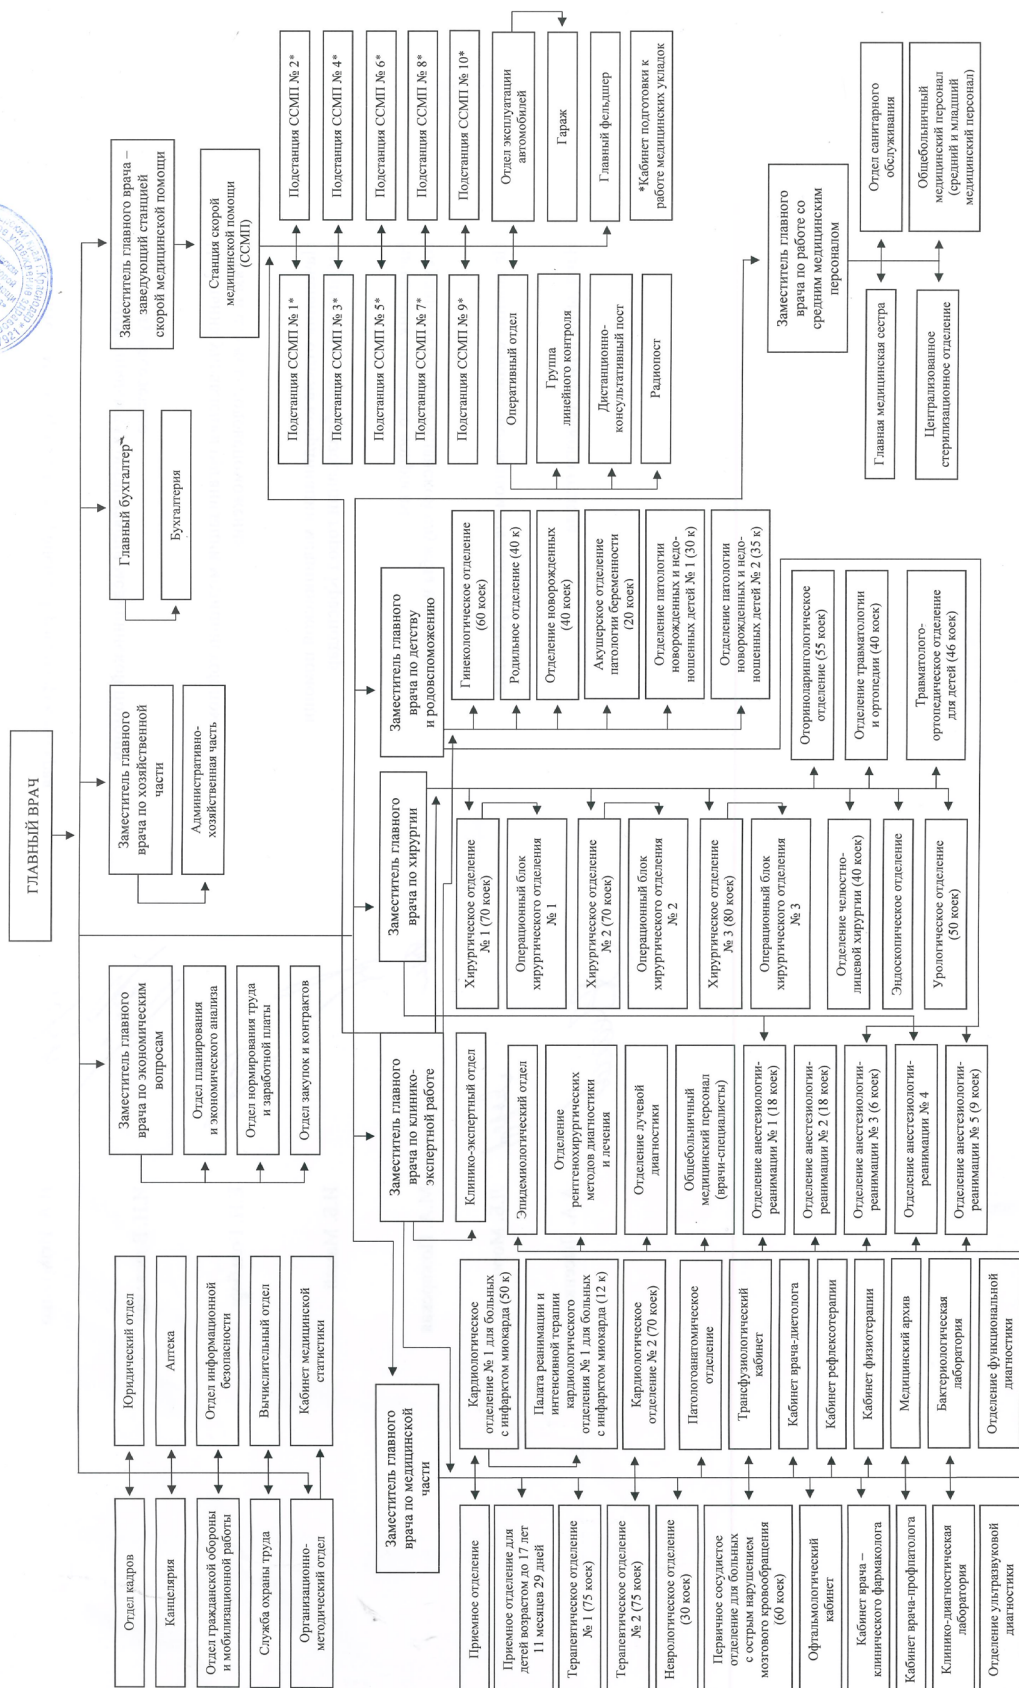 ГЛАВНЫЙ ВРАЧ
Отдел кадров
Канцелярия
Отдел гражданской обороны
и мобилизационной работы
Служба охраны труда
Организационно-
методический отдел
Юридический отдел
Аптека
Отдел информационной
безопасности
Вычислительный отдел
Кабинет медицинской
статистики
Заместитель главного
врача по экономическим
вопросам
Отдел планирования
и экономического анализа
Отдел нормирования труда
и заработной платы
Отдел закупок и контрактов
Заместитель главного
врача по хозяйственной
части
Административно-
хозяйственная часть
Главный бухгалтер
Бухгалтерия
Заместитель главного врача –
заведующий станцией
скорой медицинской помощи
Станция скорой
медицинской помощи
(ССМП)
Подстанция ССМП № 1*
Подстанция ССМП № 2*
Подстанция ССМП № 3*
Подстанция ССМП № 4*
Подстанция ССМП № 5*
Подстанция ССМП № 6*
Подстанция ССМП № 7*
Подстанция ССМП № 8*
Подстанция ССМП № 9*
Подстанция ССМП № 10*
Оперативный отдел
Группа
линейного контроля
Дистанционно-
консультативный пост
Радиопост
Отдел эксплуатации
автомобилей
Гараж
Главный фельдшер
*Кабинет подготовки к
работе медицинских укладок
Заместитель главного
врача по медицинской
части
Приемное отделение
Приемное отделение для
детей возрастом до 17 лет
11 месяцев 29 дней
Терапевтическое отделение
№ 1 (75 коек)
Терапевтическое отделение
№ 2 (75 коек)
Неврологическое отделение
(30 коек)
Первичное сосудистое
отделение для больных
с острым нарушением
мозгового кровообращения
(60 коек)
Офтальмологический
кабинет
Кабинет врача –
клинического фармаколога
Кабинет врача-профпатолога
Клинико-диагностическая
лаборатория
Отделение ультразвуковой
диагностики
Кардиологическое
отделение № 1 для больных
с инфарктом миокарда (50 к)
Палата реанимации и
интенсивной терапии
кардиологического
отделения № 1 для больных
с инфарктом миокарда (12 к)
Кардиологическое
отделение № 2 (70 коек)
Патологоанатомическое
отделение
Трансфузиологический
кабинет
Кабинет врача-диетолога
Кабинет рефлексотерапии
Кабинет физиотерапии
Медицинский архив
Бактериологическая
лаборатория
Отделение функциональной
диагностики
Заместитель главного
врача по клинико-
экспертной работе
Клинико-экспертный отдел
Эпидемиологический отдел
Отделение
рентгенохирургических
методов диагностики
и лечения
Отделение лучевой
диагностики
Общебольничный
медицинский персонал
(врачи-специалисты)
Отделение анестезиологии-
реанимации № 1 (18 коек)
Отделение анестезиологии-
реанимации № 2 (18 коек)
Отделение анестезиологии-
реанимации № 3 (6 коек)
Отделение анестезиологии-
реанимации № 4
Отделение анестезиологии-
реанимации № 5 (9 коек)
Заместитель главного
врача по хирургии
Хирургическое отделение
№ 1 (70 коек)
Операционный блок
хирургического отделения
№ 1
Хирургическое отделение
№ 2 (70 коек)
Операционный блок
хирургического отделения
№ 2
Хирургическое отделение
№ 3 (80 коек)
Операционный блок
хирургического отделения
№ 3
Отделение челюстно-
лицевой хирургии (40 коек)
Эндоскопическое отделение
Урологическое отделение
(50 коек)
Оториноларингологическое
отделение (55 коек)
Отделение травматологии
и ортопедии (40 коек)
Травматолого-
ортопедическое отделение
для детей (46 коек)
Заместитель главного
врача по детству
и родовспоможению
Гинекологическое отделение
(60 коек)
Родильное отделение (40 к)
Отделение новорожденных
(40 коек)
Акушерское отделение
патологии беременности
(20 коек)
Отделение патологии
новорожденных и недо-
ношенных детей № 1 (30 к)
Отделение патологии
новорожденных и недо-
ношенных детей № 2 (35 к)
Заместитель главного
врача по работе со
средним медицинским
персоналом
Главная медицинская сестра
Централизованное
стерилизационное отделение
Отдел санитарного
обслуживания
Общебольничный
медицинский персонал
(средний и младший
медицинский персонал)